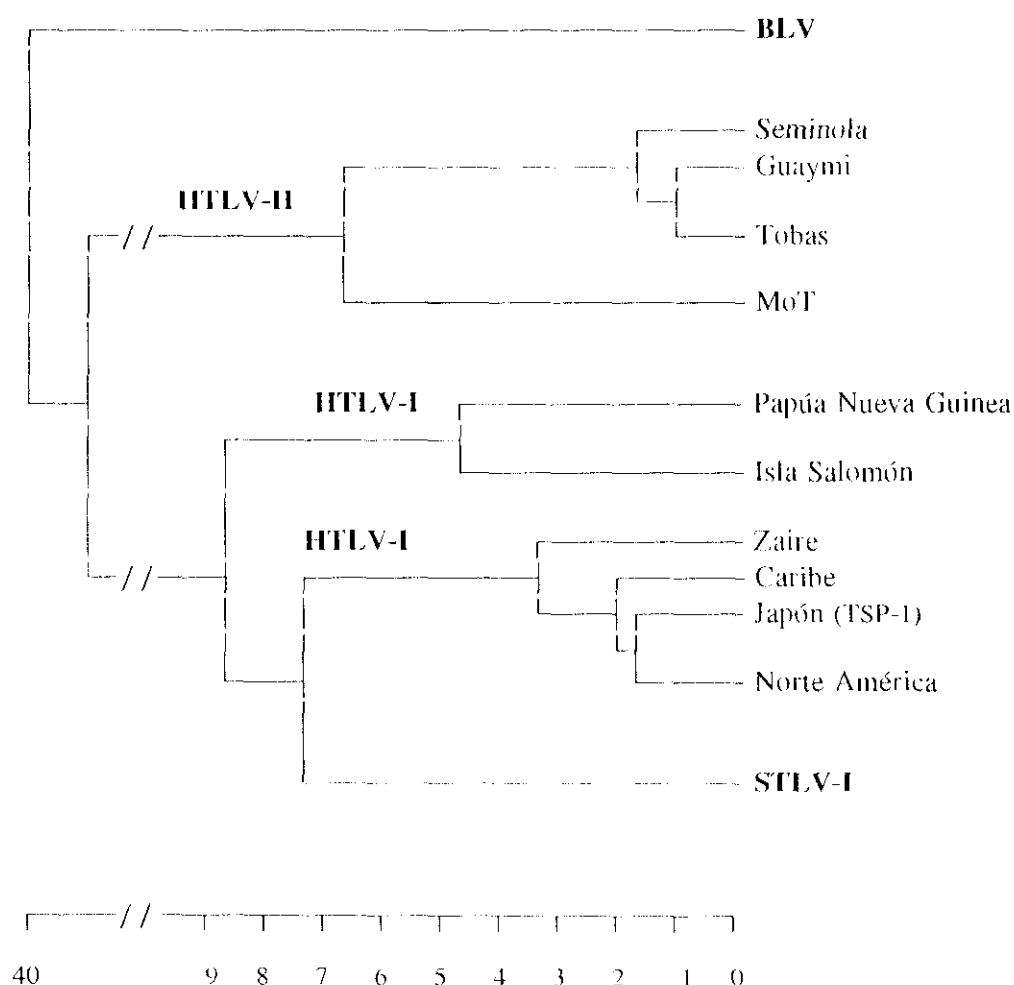 BLV
Seminola
Guaymi
HTLV-II
Tobas
MoT
HTLV-I
Papúa Nueva Guinea
Isla Salomón
HTLV-I
Zaire
Caribe
Japón (TSP-1)
Norte América
STLV-I
40 9 8 7 6 5 4 3 2 1 0